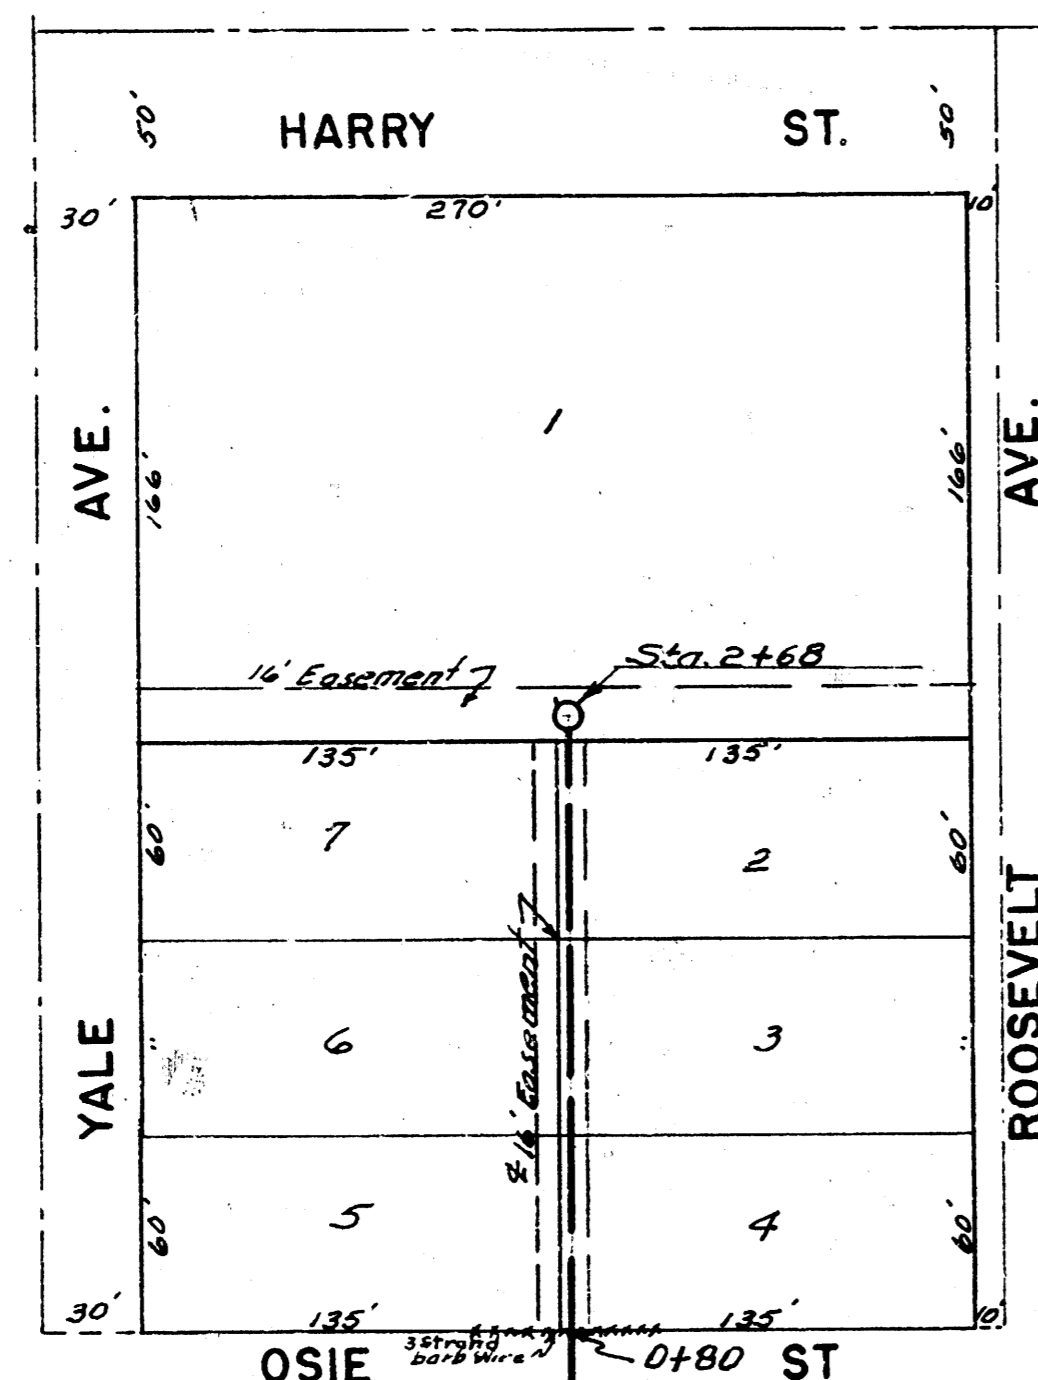 50'
HARRY ST.
50'
30'
270'
10'
1
AVE.
166'
166'
AVE.
16' Easement
Sta. 2+68
135'
135'
60'
7
2
60'
ROOSEVELT
℄ 16' Easement
YALE
6
3
"
"
5
4
60'
60'
30'
135'
135'
10'
3 Strand
barb wire
0+80
OSIE ST